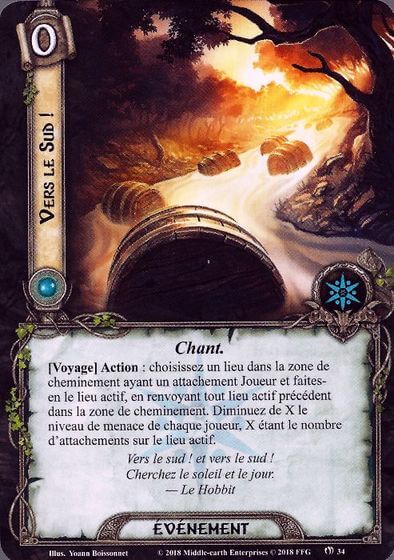 0
VERS LE SUD !
Chant.
[Voyage] Action : choisissez un lieu dans la zone de
cheminement ayant un attachement Joueur et faites-
en le lieu actif, en renvoyant tout lieu actif précédent
dans la zone de cheminement. Diminuez de X le
niveau de menace de chaque joueur, X étant le nombre
d'attachements sur le lieu actif.
Vers le sud ! et vers le sud !
Cherchez le soleil et le jour.
— Le Hobbit
ÉVÉNEMENT
Illus. Yoann Boissonnet © 2018 Middle-earth Enterprises © 2018 FFG 34